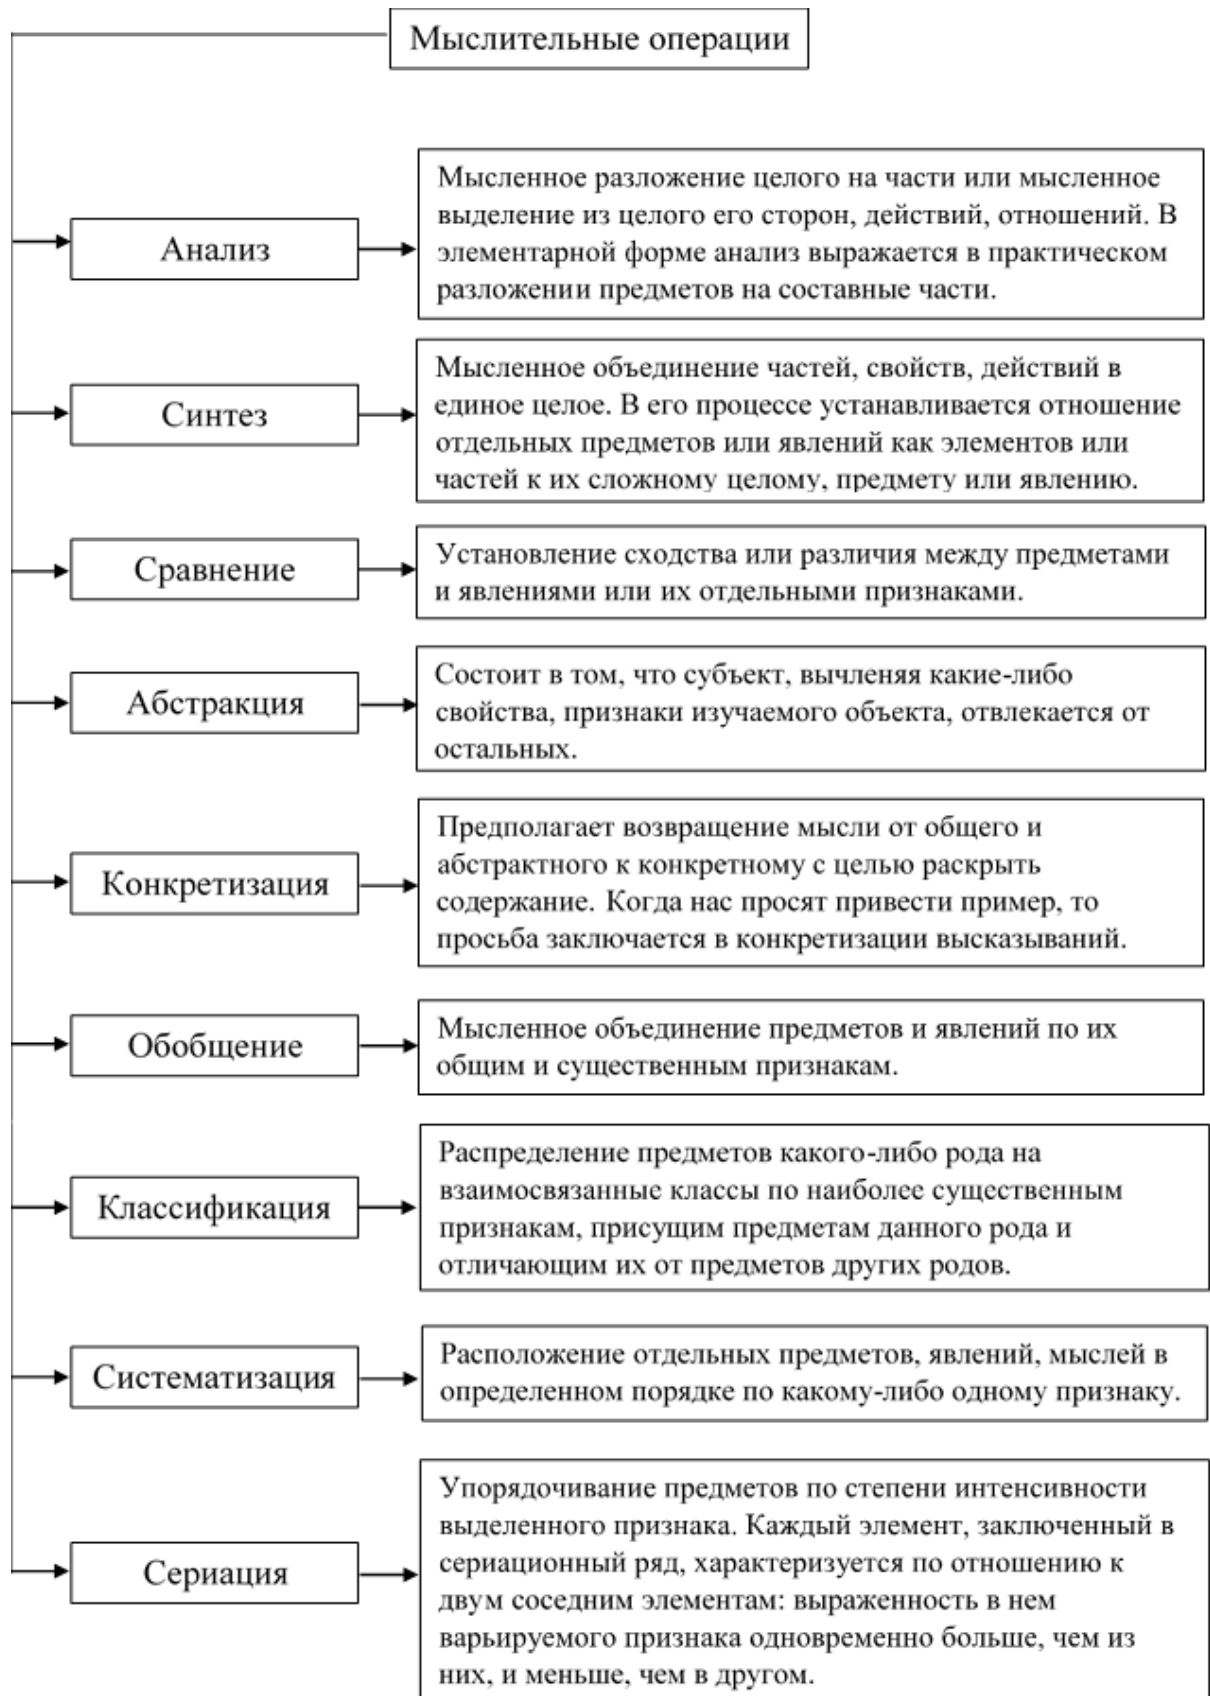 Мыслительные операции
Анализ
Мысленное разложение целого на части или мысленное
выделение из целого его сторон, действий, отношений. В
элементарной форме анализ выражается в практическом
разложении предметов на составные части.
Синтез
Мысленное объединение частей, свойств, действий в
единое целое. В его процессе устанавливается отношение
отдельных предметов или явлений как элементов или
частей к их сложному целому, предмету или явлению.
Сравнение
Установление сходства или различия между предметами
и явлениями или их отдельными признаками.
Абстракция
Состоит в том, что субъект, вычленяя какие-либо
свойства, признаки изучаемого объекта, отвлекается от
остальных.
Конкретизация
Предполагает возвращение мысли от общего и
абстрактного к конкретному с целью раскрыть
содержание. Когда нас просят привести пример, то
просьба заключается в конкретизации высказываний.
Обобщение
Мысленное объединение предметов и явлений по их
общим и существенным признакам.
Классификация
Распределение предметов какого-либо рода на
взаимосвязанные классы по наиболее существенным
признакам, присущим предметам данного рода и
отличающим их от предметов других родов.
Систематизация
Расположение отдельных предметов, явлений, мыслей в
определенном порядке по какому-либо одному признаку.
Сериация
Упорядочивание предметов по степени интенсивности
выделенного признака. Каждый элемент, заключенный в
сериационный ряд, характеризуется по отношению к
двум соседним элементам: выраженность в нем
варьируемого признака одновременно больше, чем из
них, и меньше, чем в другом.